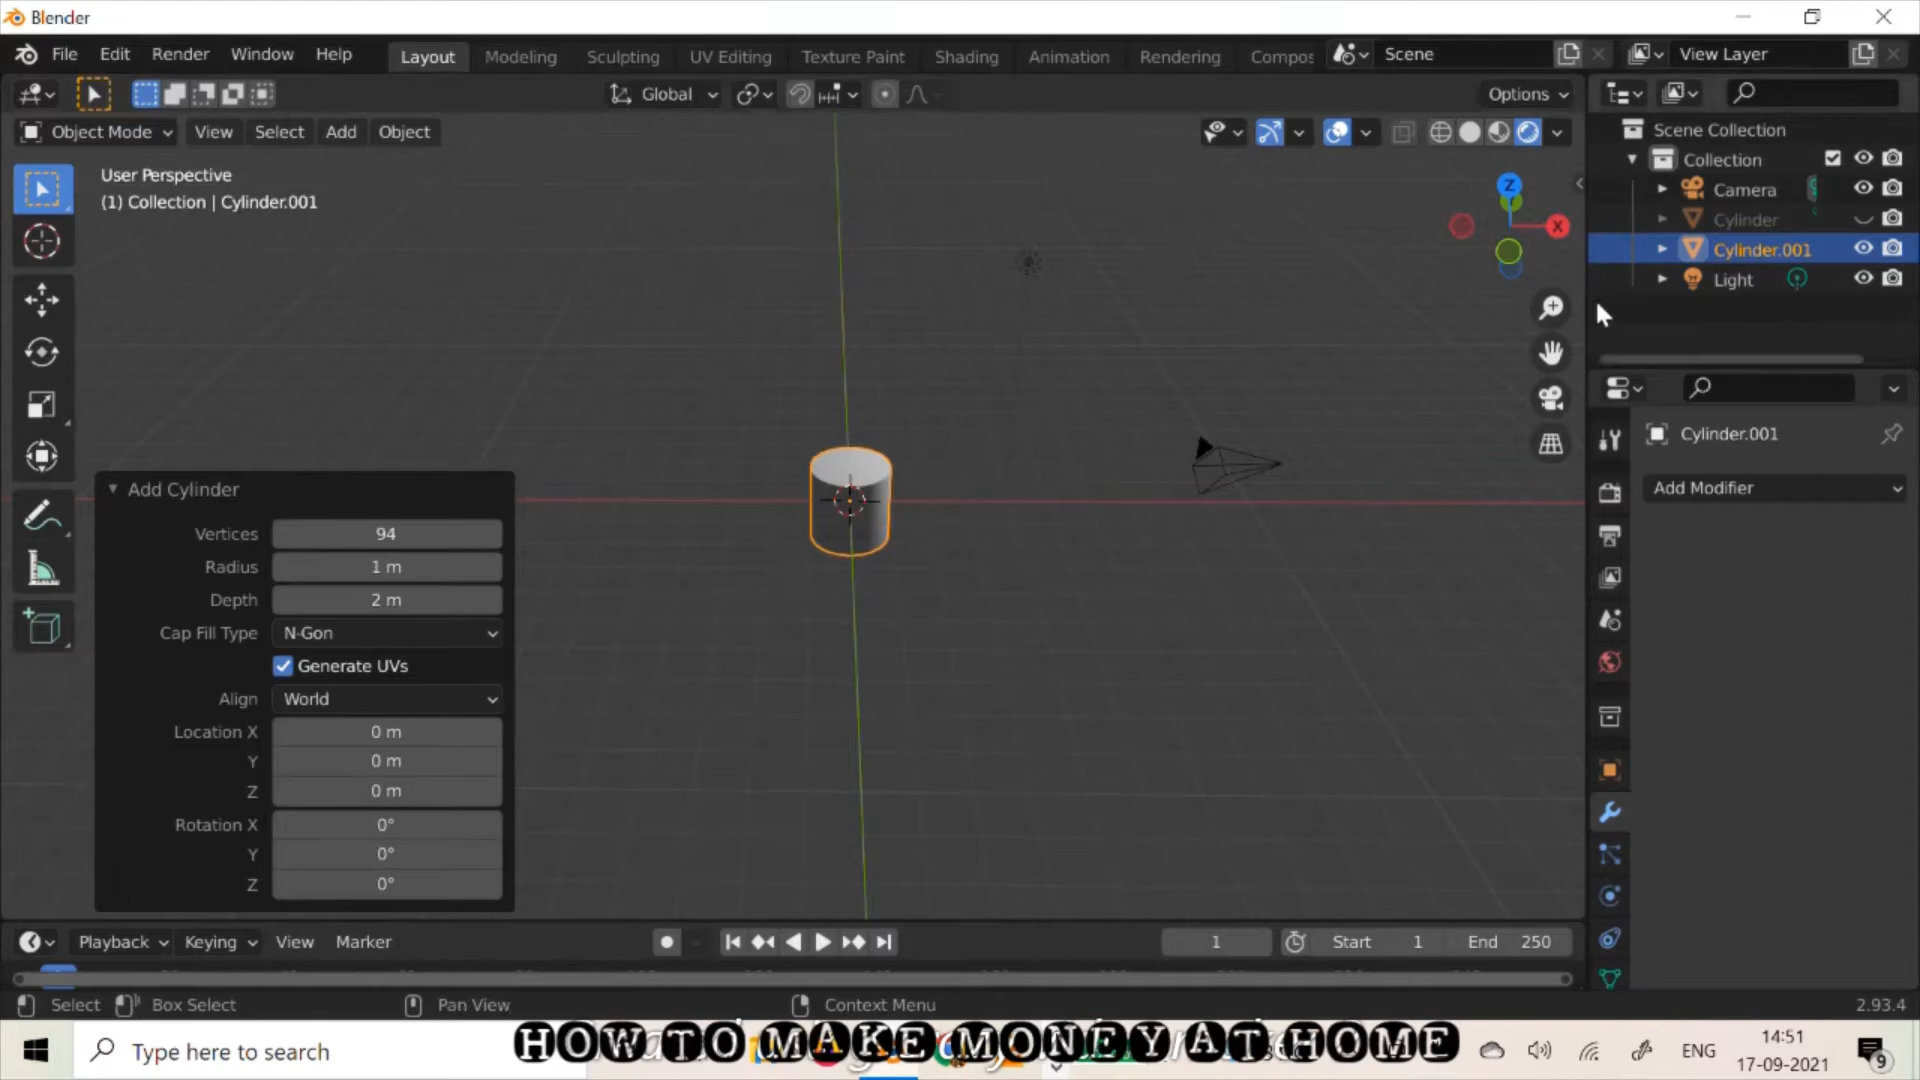 Blender
File Edit Render Window Help Layout Modeling Sculpting UV Editing Texture Paint Shading Animation Rendering Compos Scene View Layer
Global Options
Object Mode View Select Add Object
User Perspective
(1) Collection | Cylinder.001
Z
X
Scene Collection
Collection
Camera
Cylinder
Cylinder.001
Light
Cylinder.001
Add Modifier
Add Cylinder
Vertices 94
Radius 1 m
Depth 2 m
Cap Fill Type N-Gon
Generate UVs
Align World
Location X 0 m
Y 0 m
Z 0 m
Rotation X 0°
Y 0°
Z 0°
Playback Keying View Marker 1 Start 1 End 250
Select Box Select Pan View Context Menu 2.93.4
HOW TO MAKE MONEY AT HOME
Type here to search ENG 14:51
17-09-2021 9